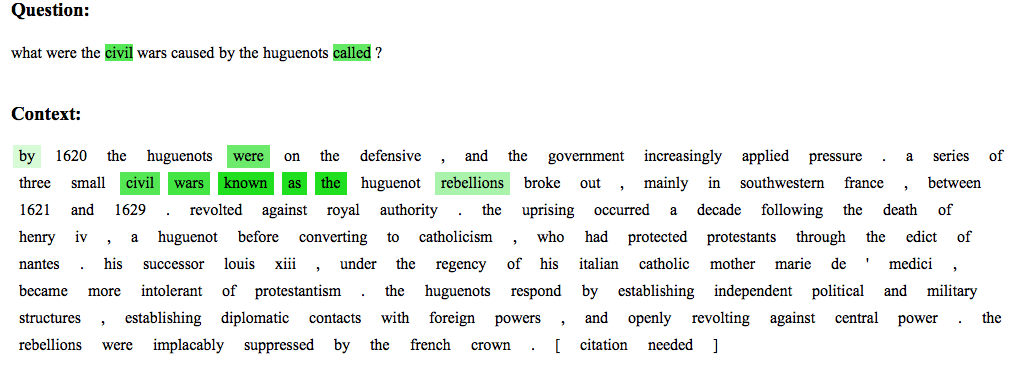 Question:
what were the civil wars caused by the huguenots called ?
Context:
by 1620 the huguenots were on the defensive , and the government increasingly applied pressure . a series of
three small civil wars known as the huguenot rebellions broke out , mainly in southwestern france , between
1621 and 1629 . revolted against royal authority . the uprising occurred a decade following the death of
henry iv , a huguenot before converting to catholicism , who had protected protestants through the edict of
nantes . his successor louis xiii , under the regency of his italian catholic mother marie de ' medici ,
became more intolerant of protestantism . the huguenots respond by establishing independent political and military
structures , establishing diplomatic contacts with foreign powers , and openly revolting against central power . the
rebellions were implacably suppressed by the french crown . [ citation needed ]